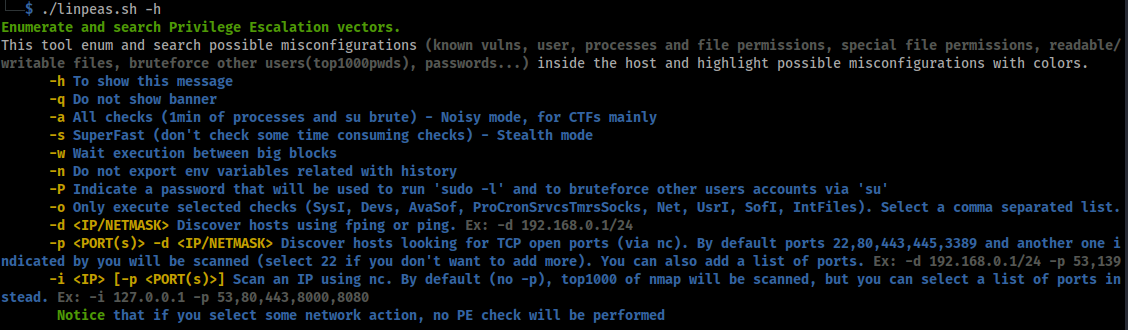 $ ./linpeas.sh -h
Enumerate and search Privilege Escalation vectors.
This tool enum and search possible misconfigurations (known vulns, user, processes and file permissions, special file permissions, readable/
writable files, bruteforce other users(top1000pwds), passwords...) inside the host and highlight possible misconfigurations with colors.
-h To show this message
-q Do not show banner
-a All checks (1min of processes and su brute) - Noisy mode, for CTFs mainly
-s SuperFast (don't check some time consuming checks) - Stealth mode
-w Wait execution between big blocks
-n Do not export env variables related with history
-P Indicate a password that will be used to run 'sudo -l' and to bruteforce other users accounts via 'su'
-o Only execute selected checks (SysI, Devs, AvaSof, ProCronSrvcsTmrsSocks, Net, UsrI, SofI, IntFiles). Select a comma separated list.
-d <IP/NETMASK> Discover hosts using fping or ping. Ex: -d 192.168.0.1/24
-p <PORT(s)> -d <IP/NETMASK> Discover hosts looking for TCP open ports (via nc). By default ports 22,80,443,445,3389 and another one i
ndicated by you will be scanned (select 22 if you don't want to add more). You can also add a list of ports. Ex: -d 192.168.0.1/24 -p 53,139
-i <IP> [-p <PORT(s)>] Scan an IP using nc. By default (no -p), top1000 of nmap will be scanned, but you can select a list of ports in
stead. Ex: -i 127.0.0.1 -p 53,80,443,8000,8080
Notice that if you select some network action, no PE check will be performed